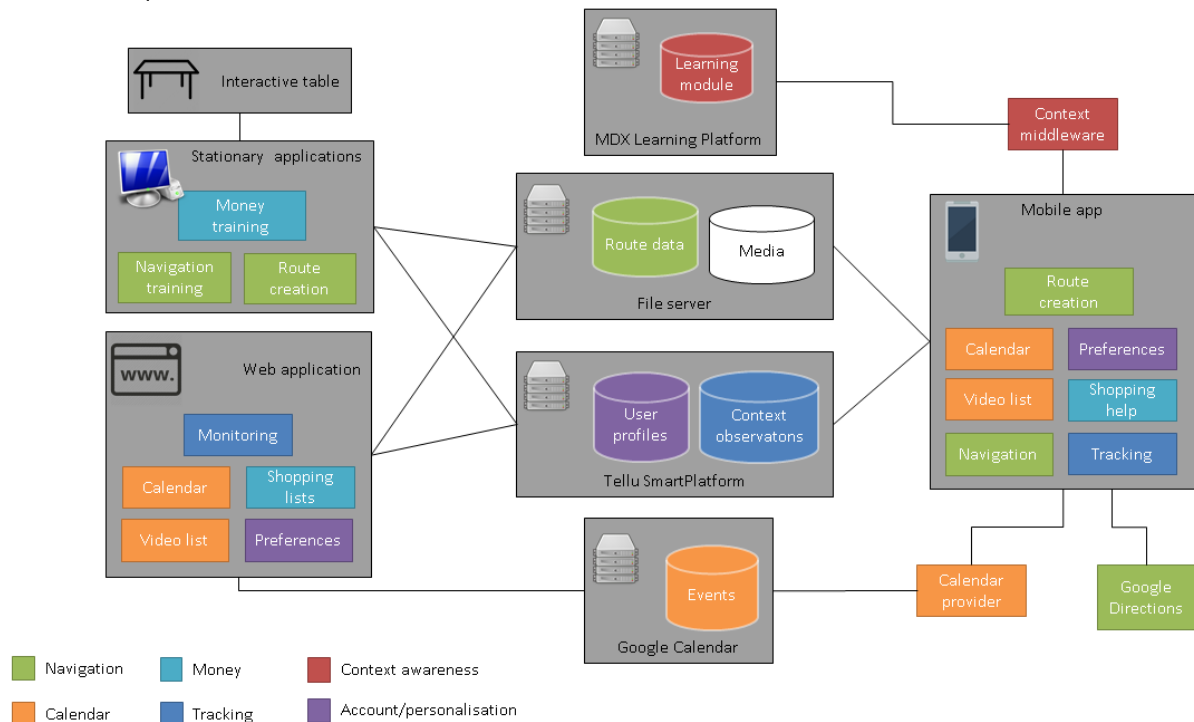 Interactive table
Stationary applications
Money
training
Navigation
training
Route
creation
www.
Web application
Monitoring
Calendar
Shopping
lists
Video list
Preferences
Learning
module
MDX Learning Platform
Route data
Media
File server
User
profiles
Context
observatons
Tellu SmartPlatform
Events
Google Calendar
Context
middleware
Mobile app
Route
creation
Calendar
Preferences
Video list
Shopping
help
Navigation
Tracking
Calendar
provider
Google
Directions
Navigation
Money
Context awareness
Calendar
Tracking
Account/personalisation